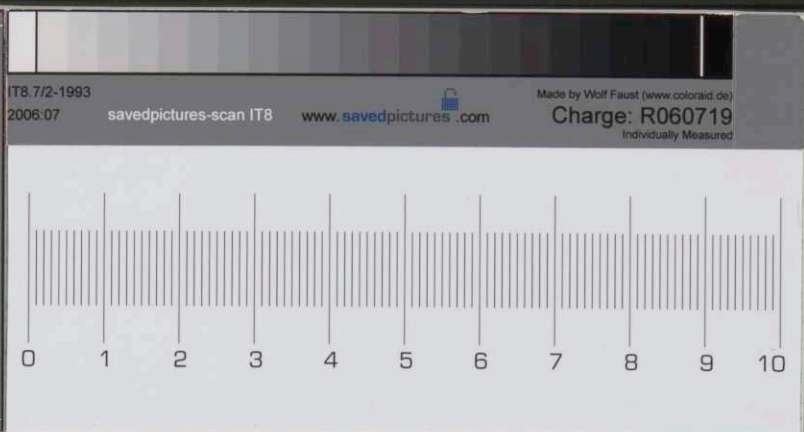 IT8.7/2-1993
2006:07
savedpictures-scan IT8
www.savedpictures.com
Made by Wolf Faust (www.coloraid.de)
Charge: R060719
Individually Measured
0 1 2 3 4 5 6 7 8 9 10